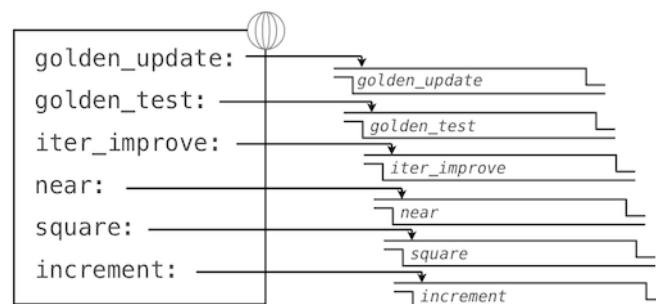 golden_update:
golden_update
golden_test:
golden_test
iter_improve:
iter_improve
near:
near
square:
square
increment:
increment